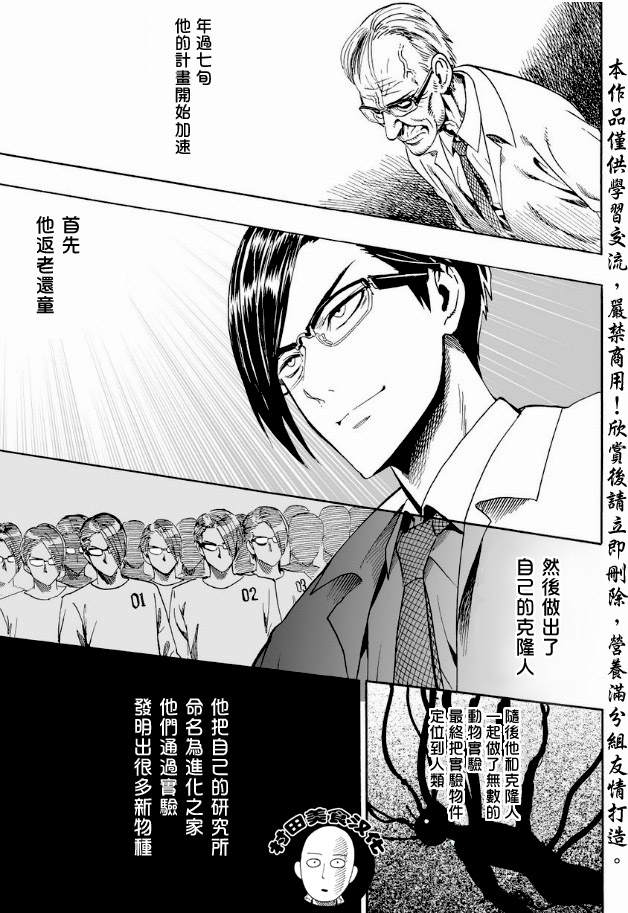 年過七旬
他的計畫開始加速
首先
他返老還童
然後做出了
自己的克隆人
01
02
03
隨後他和克隆人
一起做了無數的
動物實驗
最終把實驗物件
定位到人類
他把自己的研究所
命名為進化之家
他們通過實驗
發明出很多新物種
村田美食汉化
本作品僅供學習交流，嚴禁商用！欣賞後請立即刪除，營養滿分組友情打造。